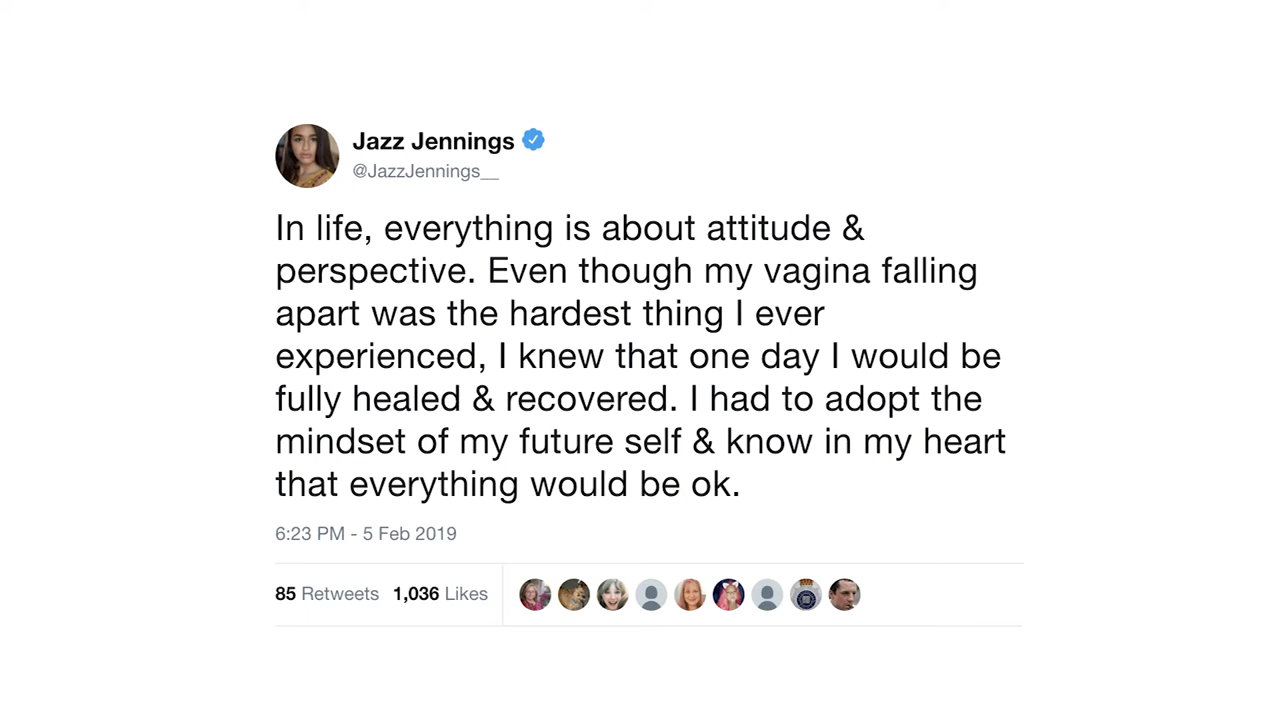 Jazz Jennings
@JazzJennings__
In life, everything is about attitude &
perspective. Even though my vagina falling
apart was the hardest thing I ever
experienced, I knew that one day I would be
fully healed & recovered. I had to adopt the
mindset of my future self & know in my heart
that everything would be ok.
6:23 PM - 5 Feb 2019
85 Retweets 1,036 Likes